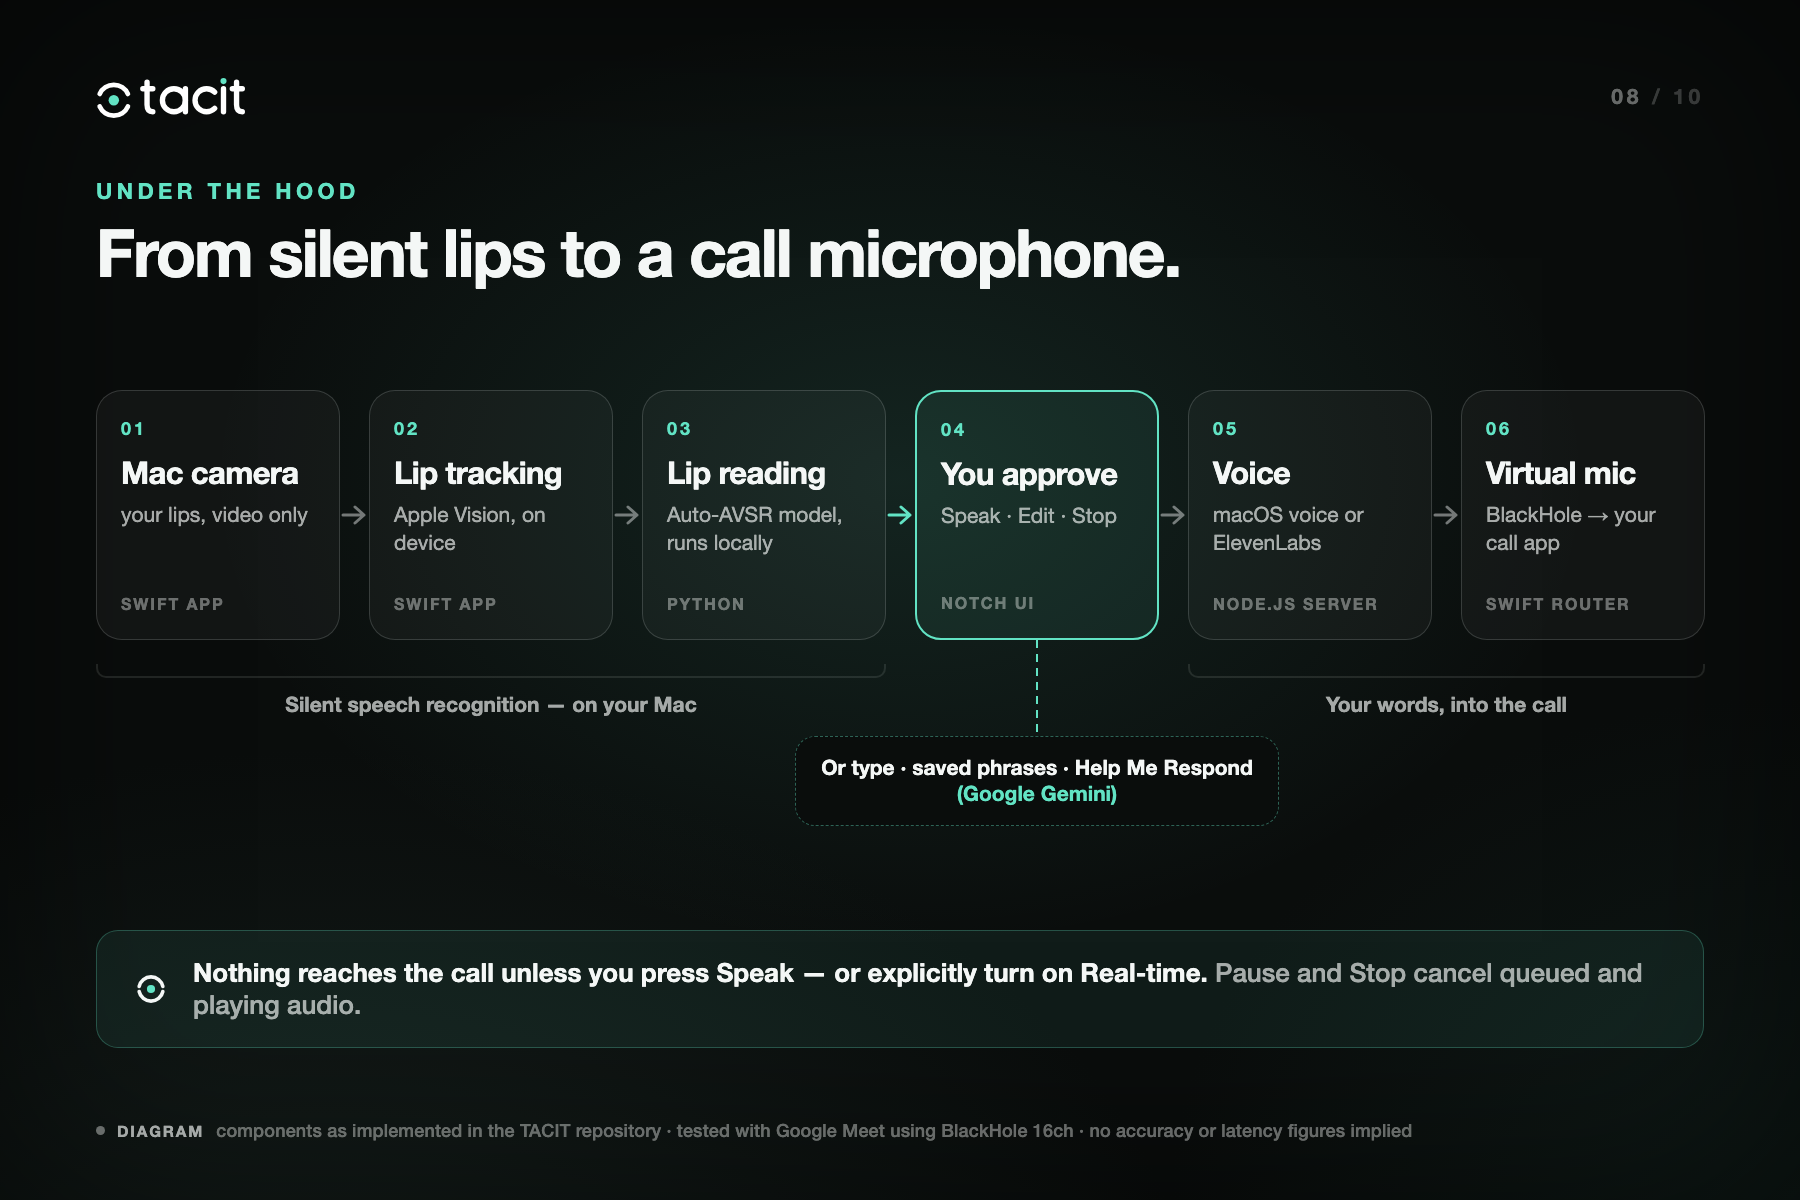 tacit
08 / 10
UNDER THE HOOD
From silent lips to a call microphone.
01
Mac camera
your lips, video only
SWIFT APP
02
Lip tracking
Apple Vision, on
device
SWIFT APP
03
Lip reading
Auto-AVSR model,
runs locally
PYTHON
04
You approve
Speak · Edit · Stop
NOTCH UI
05
Voice
macOS voice or
ElevenLabs
NODE.JS SERVER
06
Virtual mic
BlackHole → your
call app
SWIFT ROUTER
Silent speech recognition — on your Mac
Your words, into the call
Or type · saved phrases · Help Me Respond
(Google Gemini)
Nothing reaches the call unless you press Speak — or explicitly turn on Real-time. Pause and Stop cancel queued and
playing audio.
DIAGRAM components as implemented in the TACIT repository · tested with Google Meet using BlackHole 16ch · no accuracy or latency figures implied